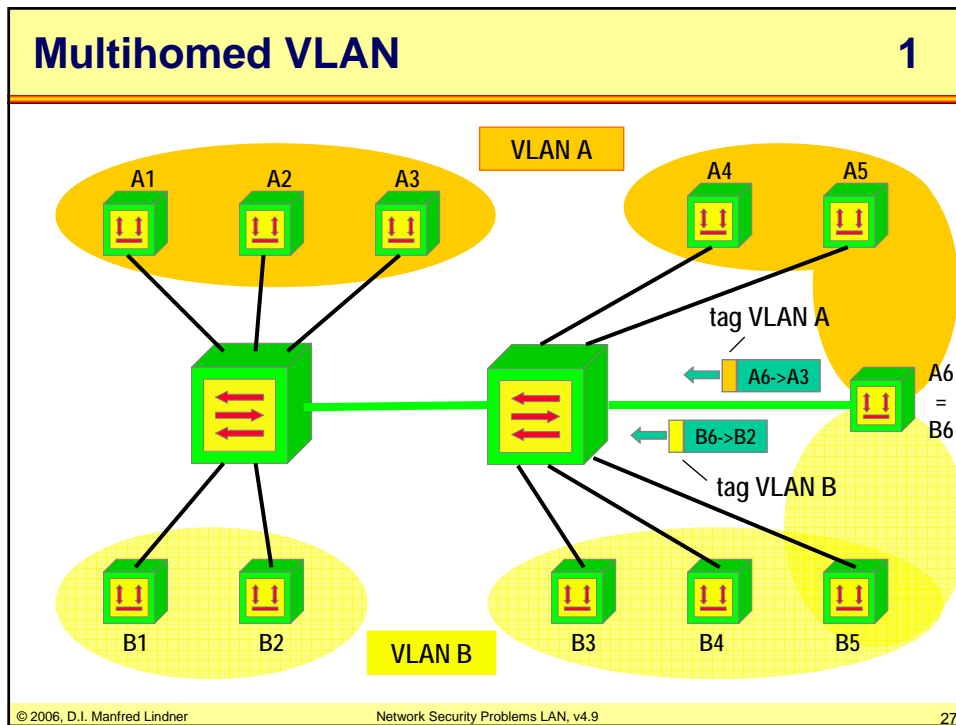 Multihomed VLAN 1
VLAN A
A1 A2 A3 A4 A5
tag VLAN A
A6->A3
A6
=
B6
B6->B2
tag VLAN B
B1 B2 B3 B4 B5
VLAN B
© 2006, D.I. Manfred Lindner Network Security Problems LAN, v4.9 27